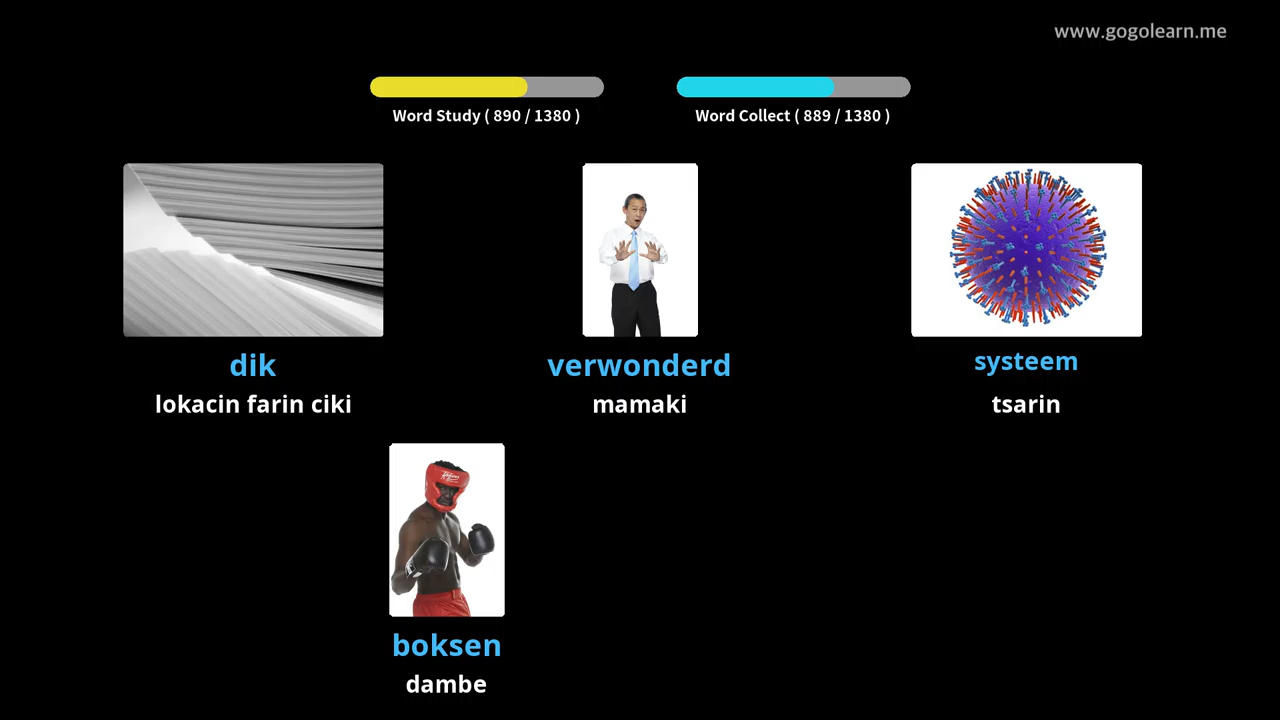 www.gogolearn.me
Word Study ( 890 / 1380 )
Word Collect ( 889 / 1380 )
dik
lokacin farin ciki
verwonderd
mamaki
systeem
tsarin
boksen
dambe